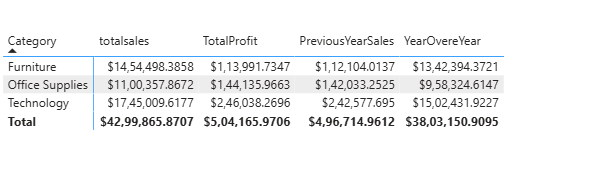 Category totalsales TotalProfit PreviousYearSales YearOvereYear
Furniture $14,54,498.3858 $1,13,991.7347 $1,12,104.0137 $13,42,394.3721
Office Supplies $11,00,357.8672 $1,44,135.9663 $1,42,033.2525 $9,58,324.6147
Technology $17,45,009.6177 $2,46,038.2696 $2,42,577.695 $15,02,431.9227
Total $42,99,865.8707 $5,04,165.9706 $4,96,714.9612 $38,03,150.9095